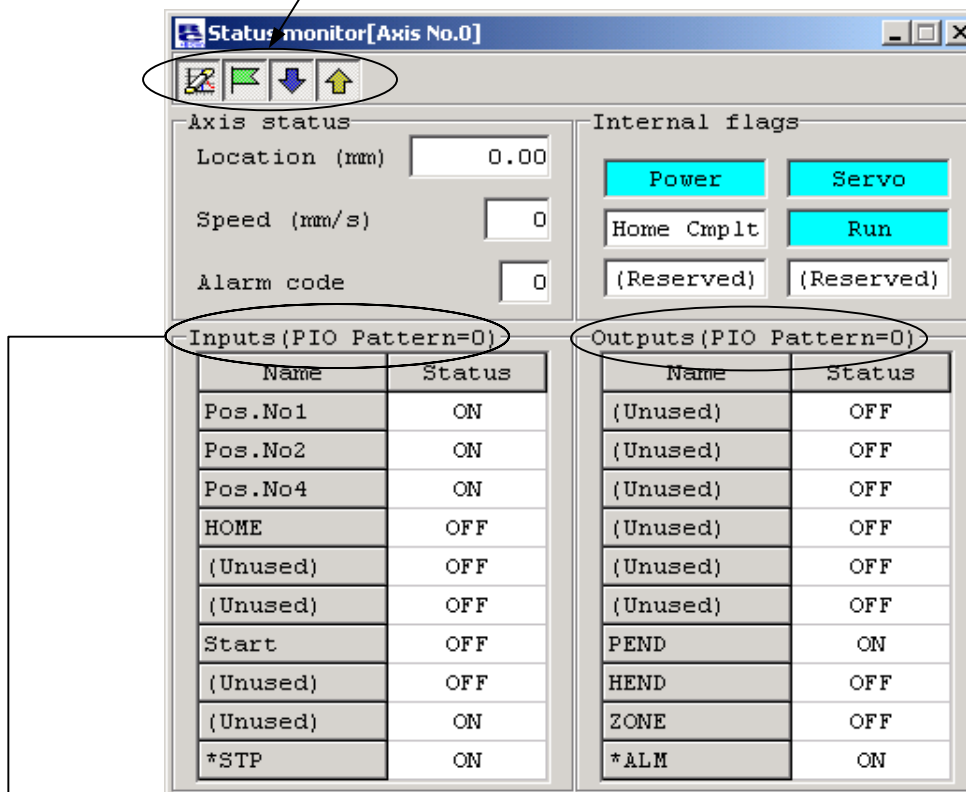 Status monitor[Axis No.0]
Axis status
Location (mm) 0.00
Speed (mm/s) 0
Alarm code 0
Internal flags
Power Servo
Home Cmplt Run
(Reserved) (Reserved)
Inputs(PIO Pattern=0)
Name Status
Pos.No1 ON
Pos.No2 ON
Pos.No4 ON
HOME OFF
(Unused) OFF
(Unused) OFF
Start OFF
(Unused) OFF
(Unused) ON
*STP ON
Outputs(PIO Pattern=0)
Name Status
(Unused) OFF
(Unused) OFF
(Unused) OFF
(Unused) OFF
(Unused) OFF
(Unused) OFF
PEND ON
HEND OFF
ZONE OFF
*ALM ON